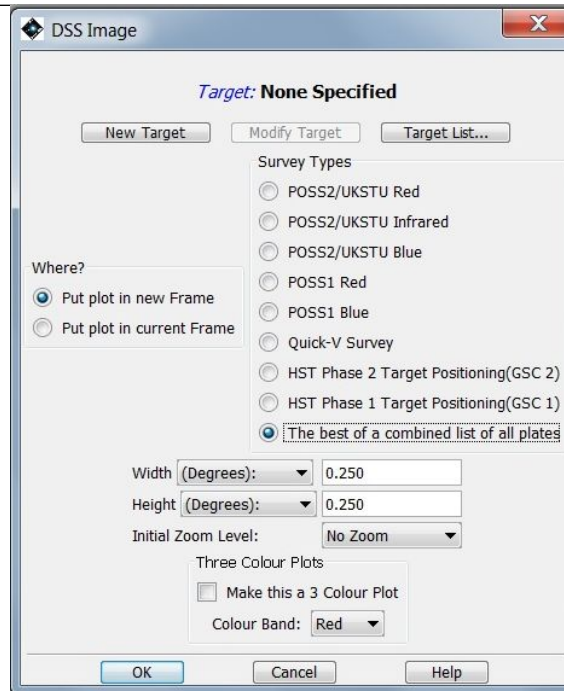 DSS Image
Target: None Specified
New Target Modify Target Target List...
Survey Types
POSS2/UKSTU Red
POSS2/UKSTU Infrared
POSS2/UKSTU Blue
POSS1 Red
POSS1 Blue
Quick-V Survey
HST Phase 2 Target Positioning(GSC 2)
HST Phase 1 Target Positioning(GSC 1)
The best of a combined list of all plates
Where?
Put plot in new Frame
Put plot in current Frame
Width (Degrees): 0.250
Height (Degrees): 0.250
Initial Zoom Level: No Zoom
Three Colour Plots
Make this a 3 Colour Plot
Colour Band: Red
OK Cancel Help